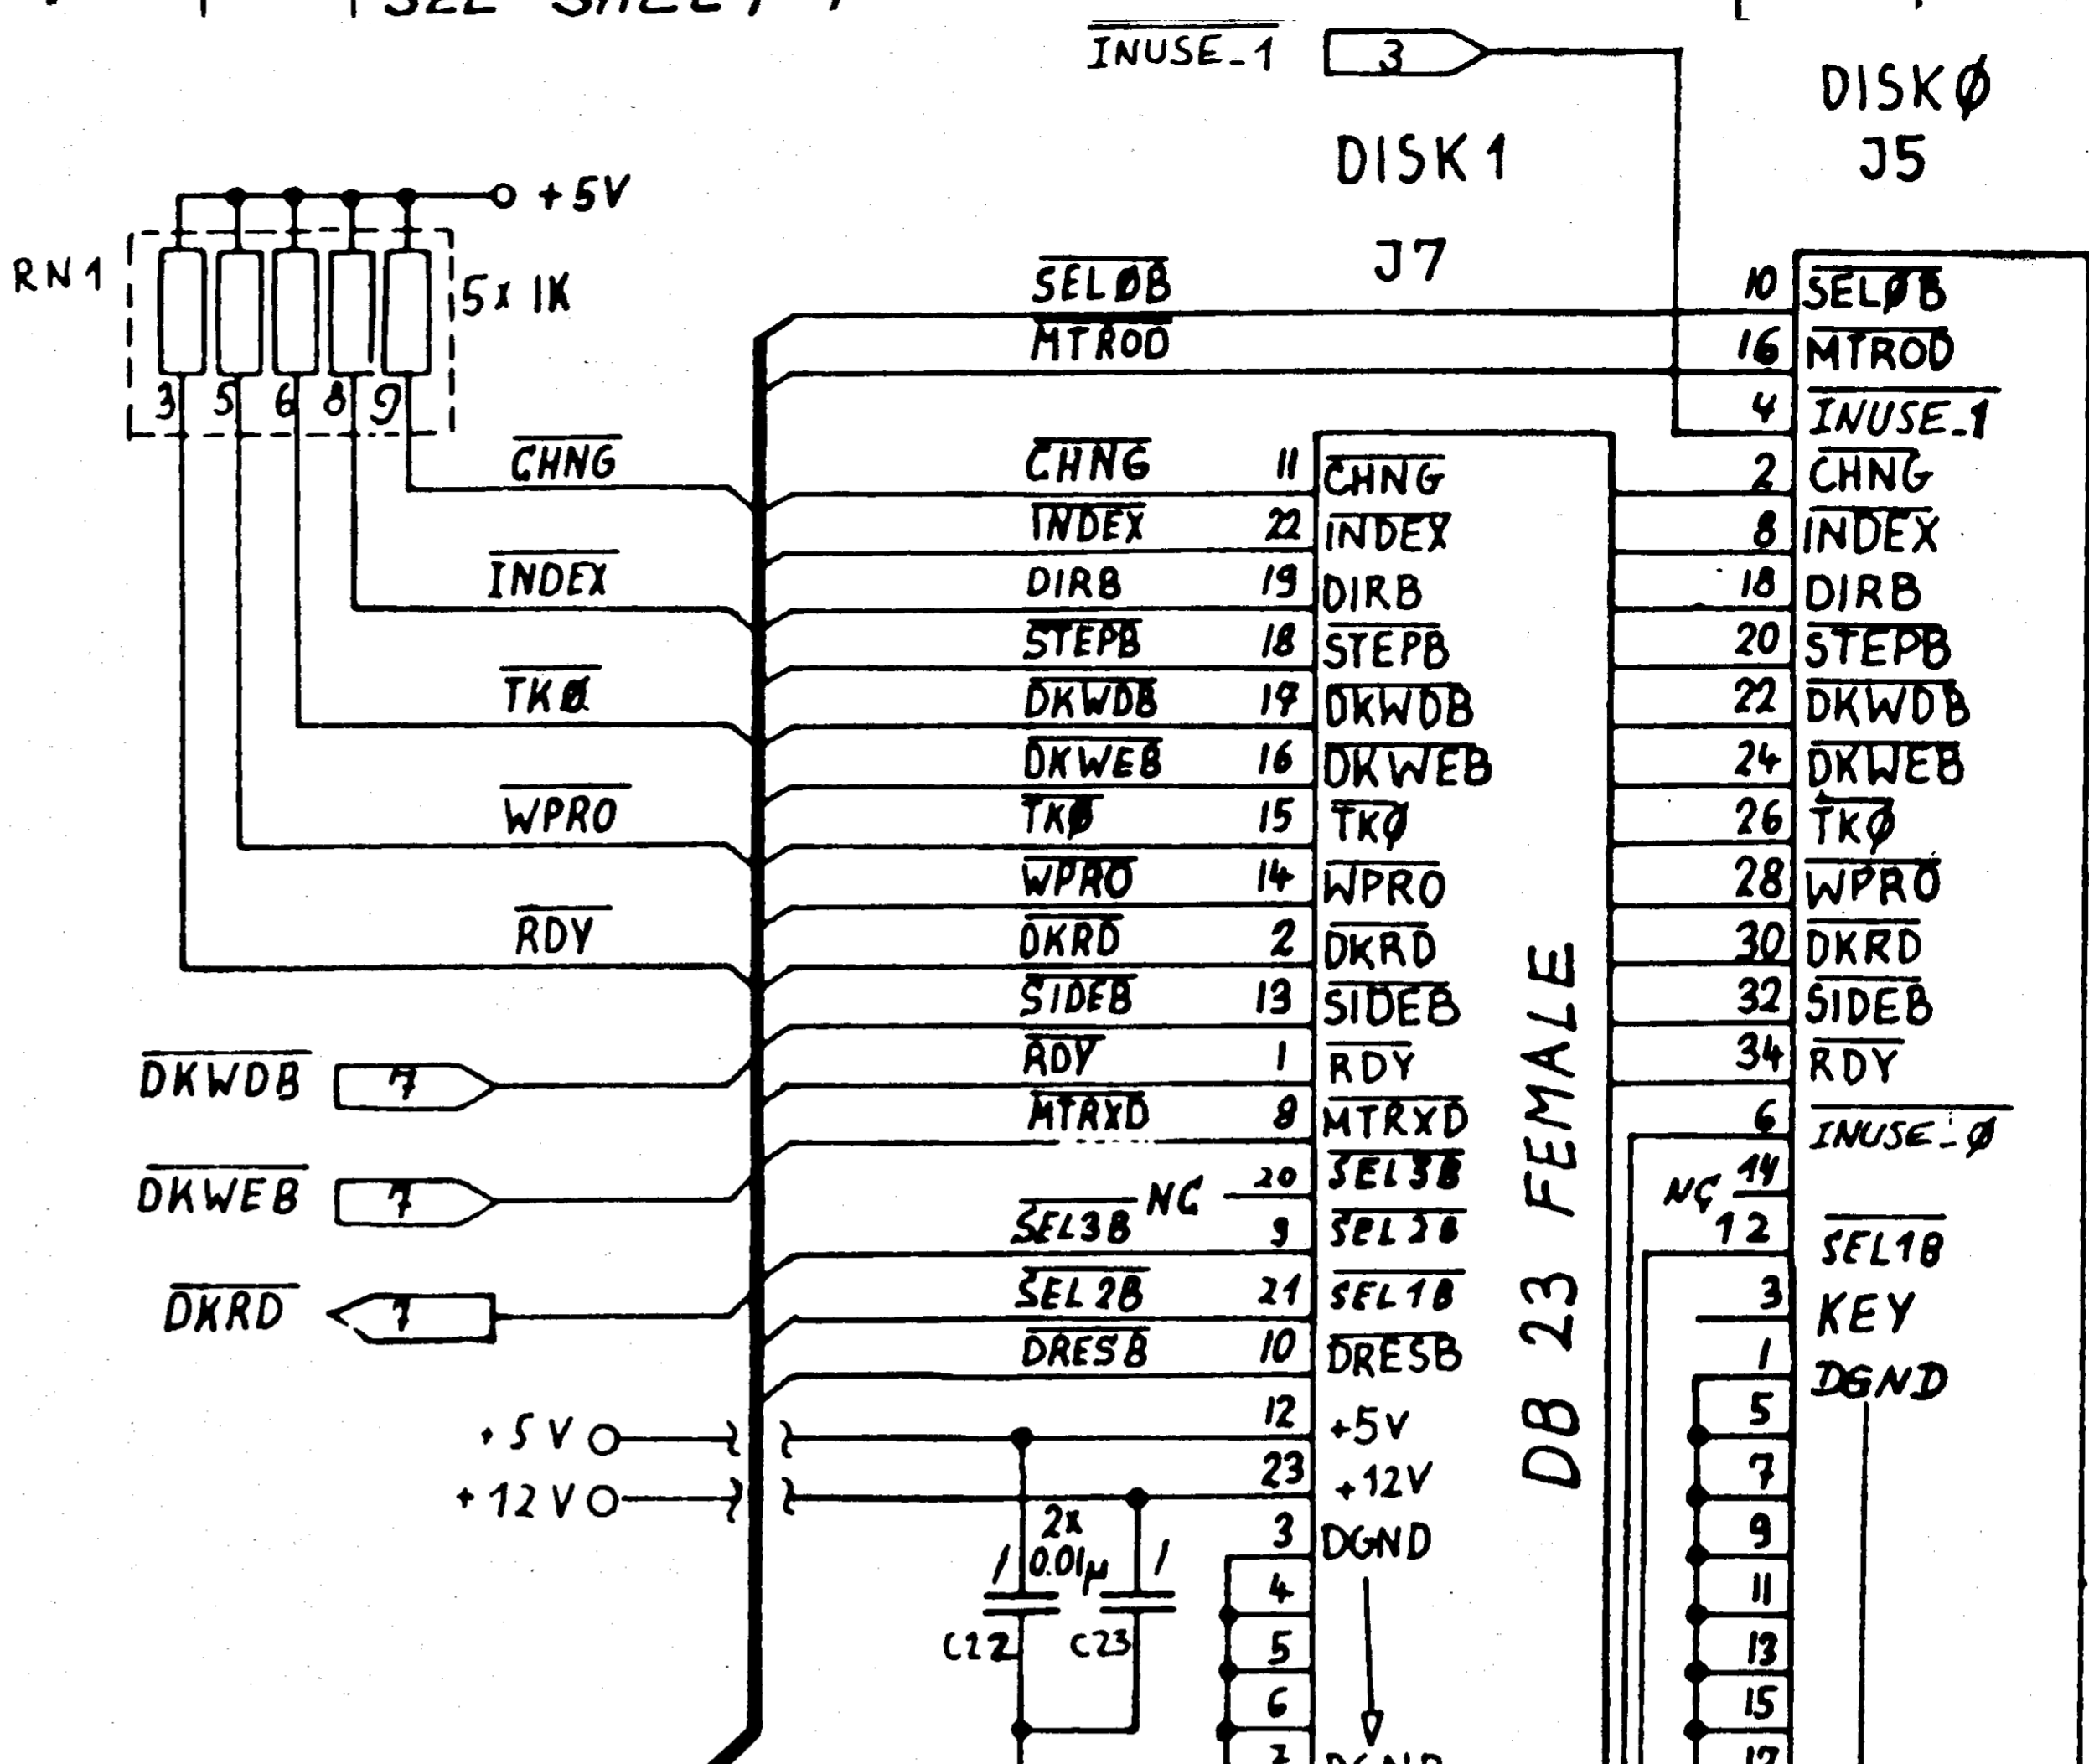 SEE SHEET
INUSE_1 3
DISKØ
J5
DISK1
J7
+5V
RN1
5x 1K
3 5 6 8 9
SELØB 10 SELØB
MTROD 16 MTROD
4 INUSE_1
CHNG CHNG 11 CHNG 2 CHNG
INDEX 22 INDEX 8 INDEX
INDEX DIRB 19 DIRB 18 DIRB
STEPB 18 STEPB 20 STEPB
TKØ DKWDB 17 DKWDB 22 DKWDB
DKWEB 16 DKWEB 24 DKWEB
WPRO TKØ 15 TKØ 26 TKØ
WPRO 14 WPRO 28 WPRO
RDY DKRD 2 DKRD 30 DKRD
SIDEB 13 SIDEB 32 SIDEB
DKWDB 7 RDY 1 RDY 34 RDY
MTRXD 8 MTRXD 6 INUSE_Ø
DKWEB 7 NC 20 SEL3B NC 14
SEL3B 9 SEL2B 12 SEL1B
DKRD 7 SEL2B 21 SEL1B 3 KEY
DRESB 10 DRESB 1 DGND
+5V 12 +5V 5
+12V 23 +12V 7
2x
0.01µ
3 DGND 9
4 11
C22 C23 5 13
6 15
7 DGND 17
DB 23 FEMALE